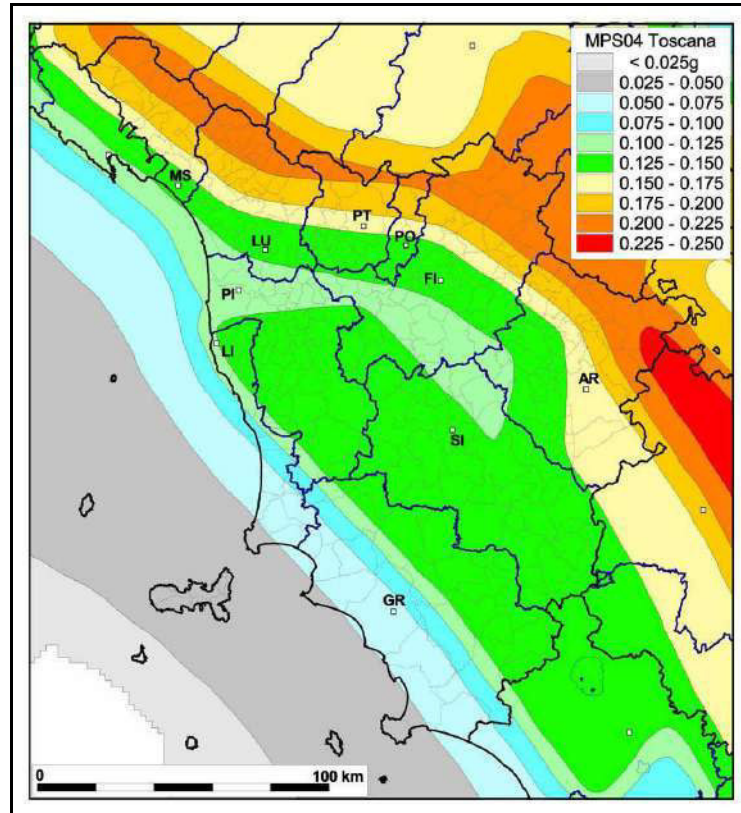 MPS04 Toscana
< 0.025g
0.025 - 0.050
0.050 - 0.075
0.075 - 0.100
0.100 - 0.125
0.125 - 0.150
0.150 - 0.175
0.175 - 0.200
0.200 - 0.225
0.225 - 0.250
MS
PT
LU
PO
FI
PI
LI
AR
SI
GR
0 100 km